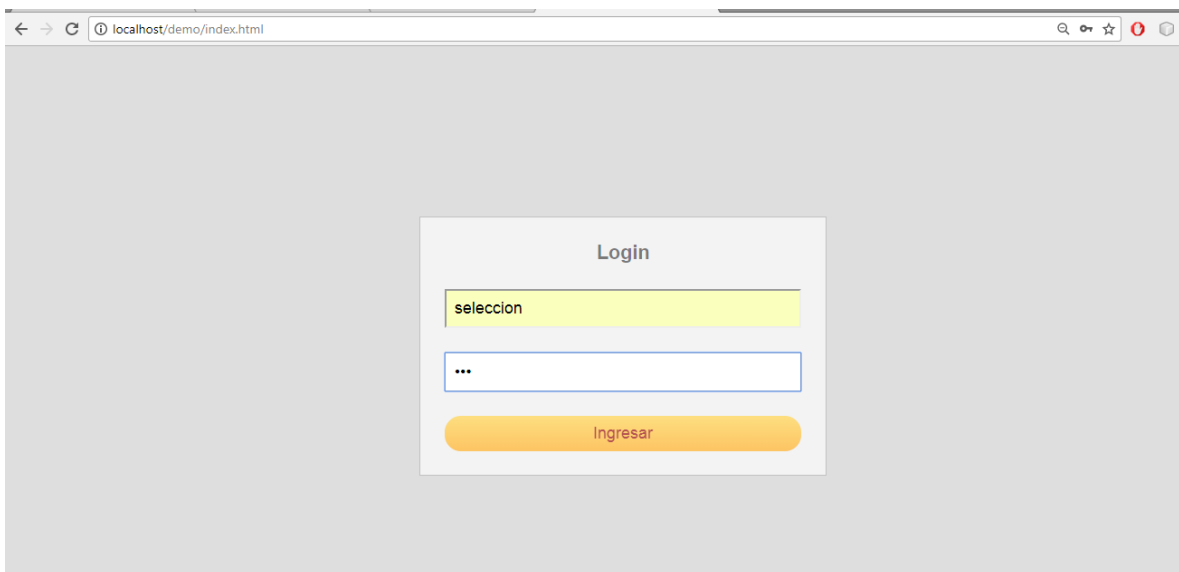 localhost/demo/index.html
Login
seleccion
•••
Ingresar